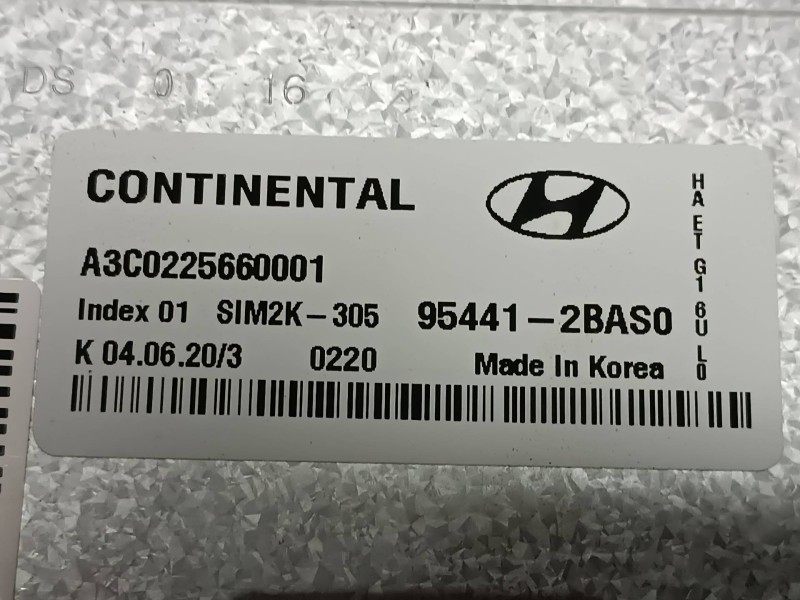 DS 0 16
CONTINENTAL
A3C0225660001
Index 01 SIM2K-305 95441-2BAS0
K 04.06.20/3 0220 Made In Korea
HA ET G1 6U L0